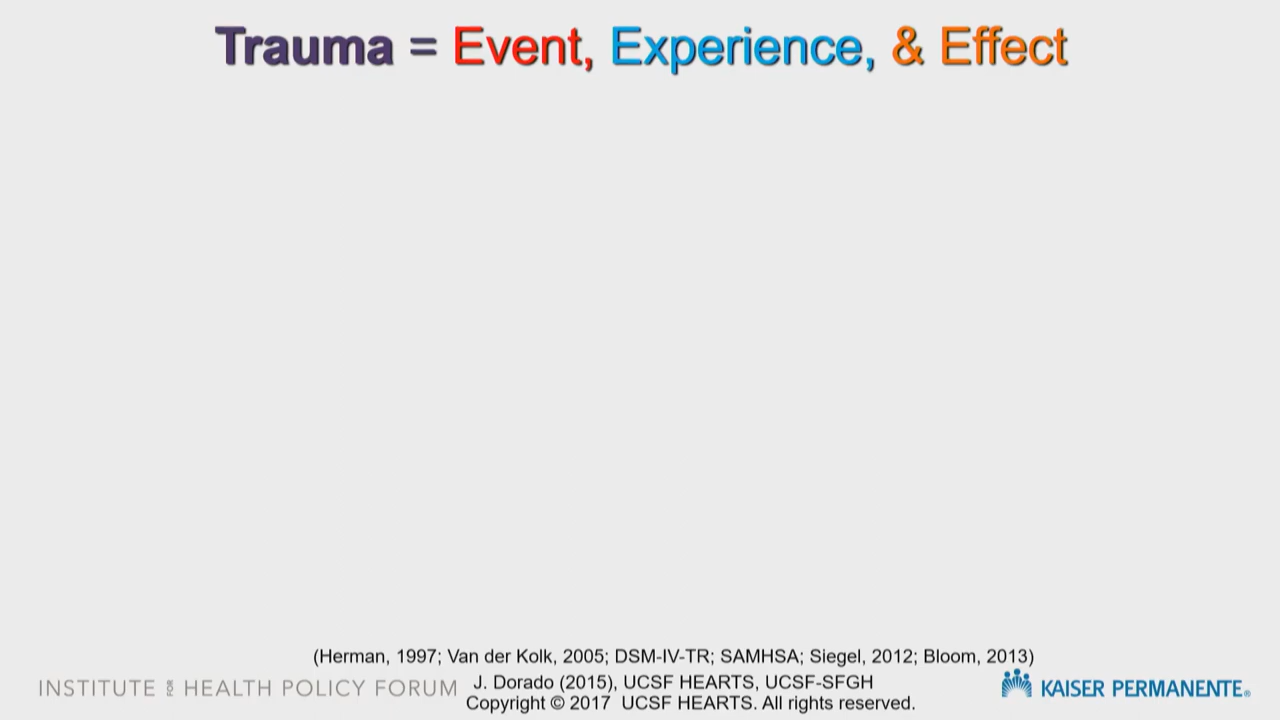 Trauma = Event, Experience, & Effect
(Herman, 1997; Van der Kolk, 2005; DSM-IV-TR; SAMHSA; Siegel, 2012; Bloom, 2013)
INSTITUTE FOR HEALTH POLICY FORUM
J. Dorado (2015), UCSF HEARTS, UCSF-SFGH
Copyright © 2017 UCSF HEARTS. All rights reserved.
KAISER PERMANENTE®